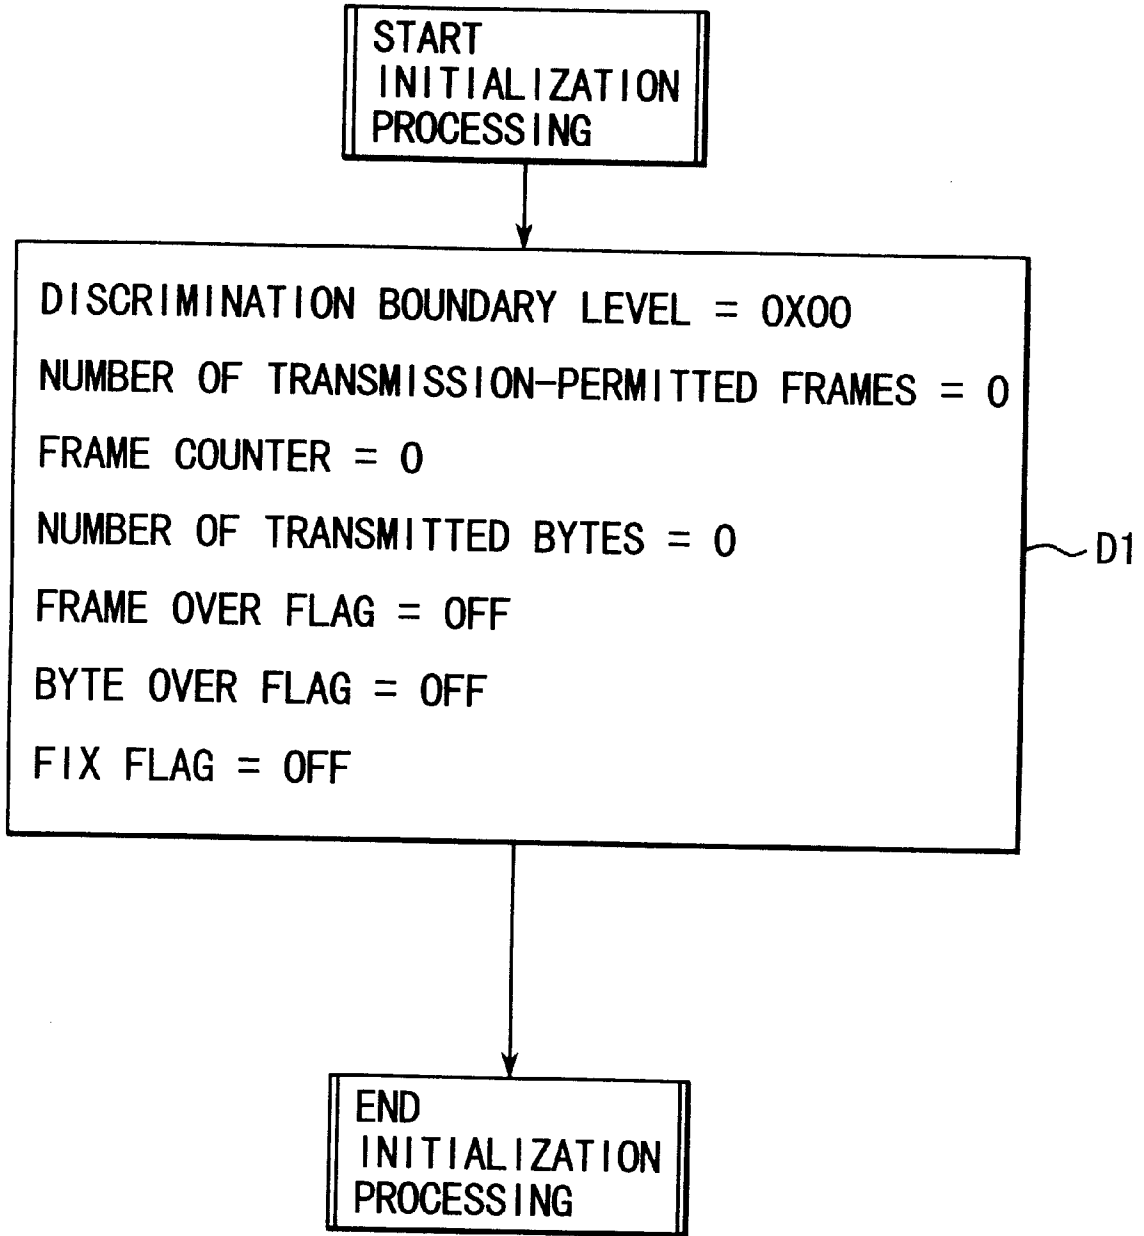 START
INITIALIZATION
PROCESSING
DISCRIMINATION BOUNDARY LEVEL = 0X00
NUMBER OF TRANSMISSION-PERMITTED FRAMES = 0
FRAME COUNTER = 0
NUMBER OF TRANSMITTED BYTES = 0
D1
FRAME OVER FLAG = OFF
BYTE OVER FLAG = OFF
FIX FLAG = OFF
END
INITIALIZATION
PROCESSING